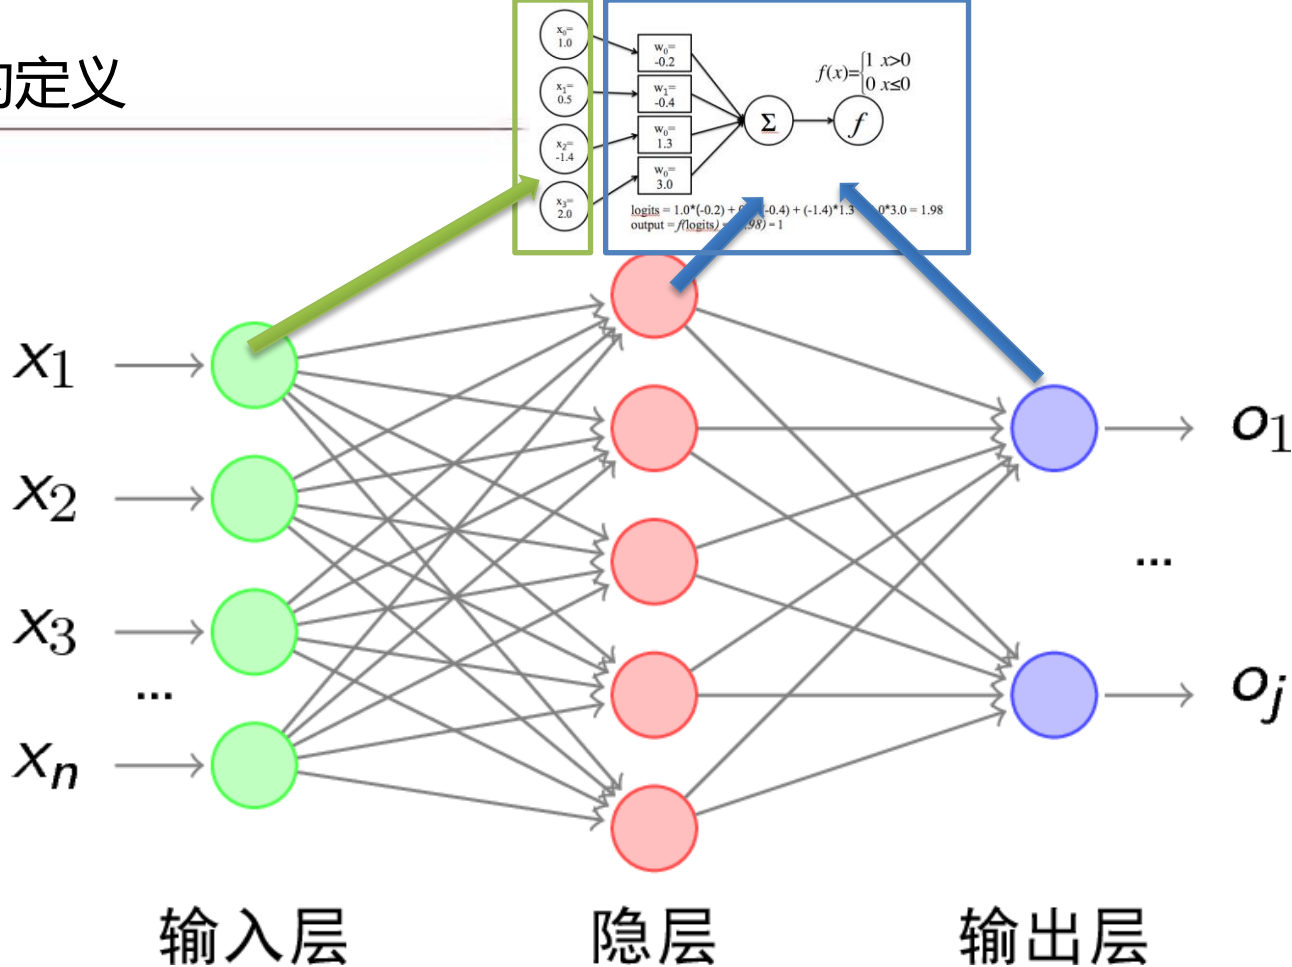 的定义
x₀=
1.0
x₁=
0.5
x₂=
-1.4
x₃=
2.0
w₀=
-0.2
w₁=
-0.4
w₀=
1.3
w₀=
3.0
Σ
f
f(x)={1 x>0
0 x≤0
logits = 1.0*(-0.2) + (-0.4) + (-1.4)*1.3 0*3.0 = 1.98
output = f(logits) = .98) = 1
x₁
x₂
x₃
...
xₙ
o₁
...
oⱼ
输入层
隐层
输出层